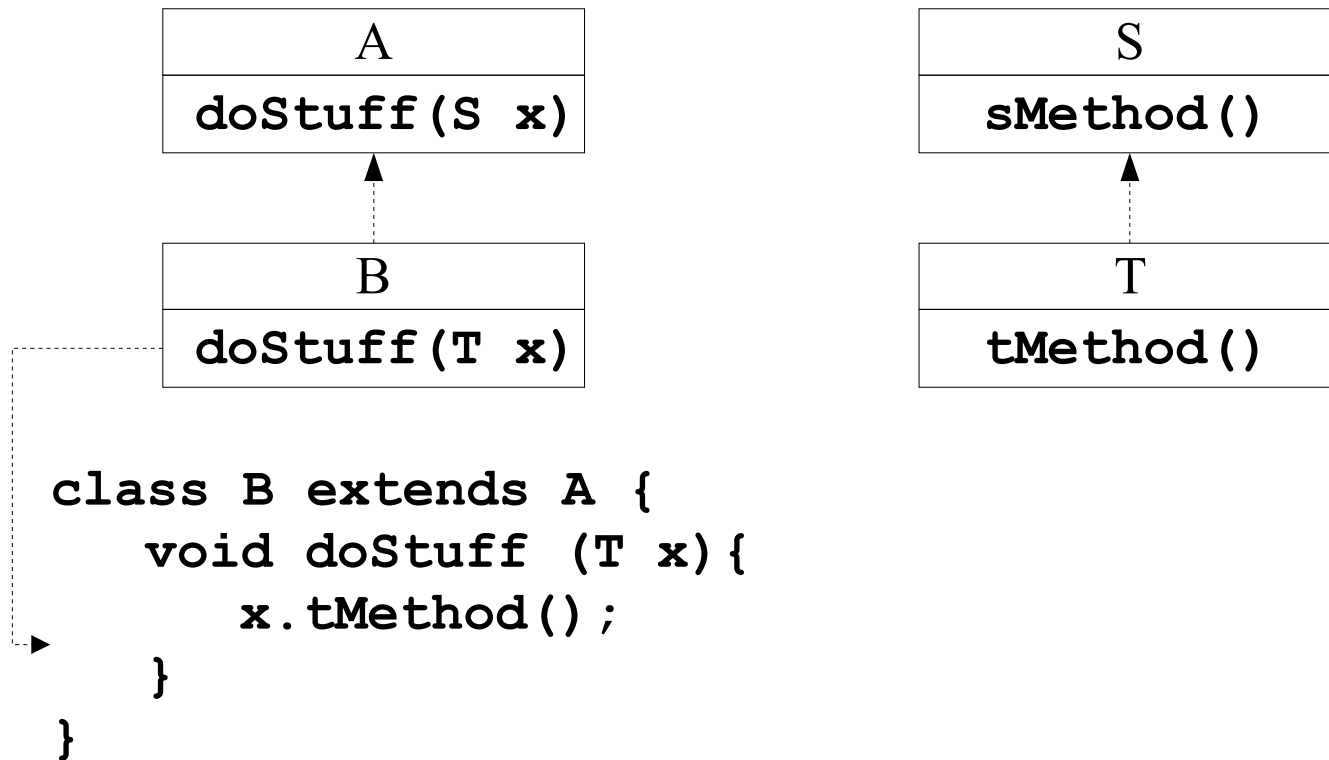 A
doStuff(S x)
S
sMethod()
B
doStuff(T x)
T
tMethod()
class B extends A {
void doStuff (T x){
x.tMethod();
}
}